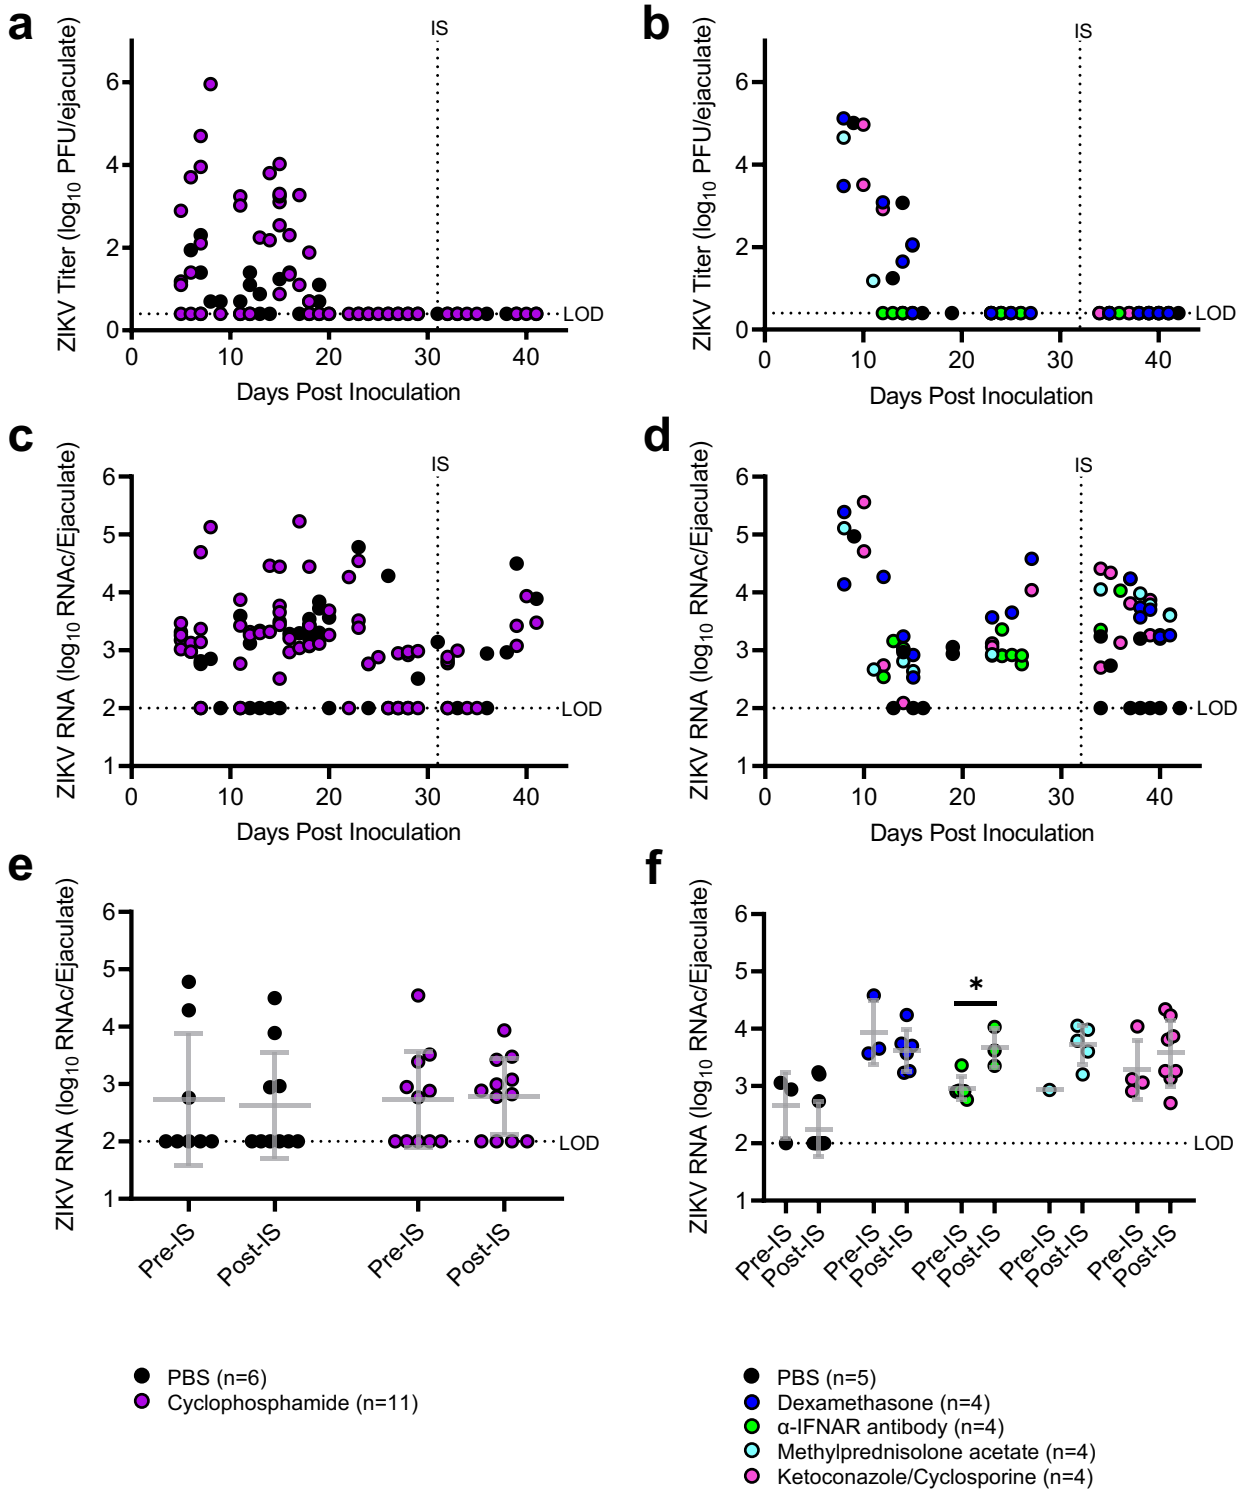 a
IS
ZIKV Titer (log10 PFU/ejaculate)
6
4
2
0
LOD
0 10 20 30 40
Days Post Inoculation
b
IS
ZIKV Titer (log10 PFU/ejaculate)
6
4
2
0
LOD
0 10 20 30 40
Days Post Inoculation
c
IS
ZIKV RNA (log10 RNAc/Ejaculate)
6
5
4
3
2
1
LOD
0 10 20 30 40
Days Post Inoculation
d
IS
ZIKV RNA (log10 RNAc/Ejaculate)
6
5
4
3
2
1
LOD
0 10 20 30 40
Days Post Inoculation
e
ZIKV RNA (log10 RNAc/Ejaculate)
6
5
4
3
2
1
LOD
Pre-IS Post-IS Pre-IS Post-IS
f
ZIKV RNA (log10 RNAc/Ejaculate)
6
5
4
3
2
1
*
LOD
Pre-IS Post-IS Pre-IS Post-IS Pre-IS Post-IS Pre-IS Post-IS Pre-IS Post-IS
PBS (n=6)
Cyclophosphamide (n=11)
PBS (n=5)
Dexamethasone (n=4)
α-IFNAR antibody (n=4)
Methylprednisolone acetate (n=4)
Ketoconazole/Cyclosporine (n=4)